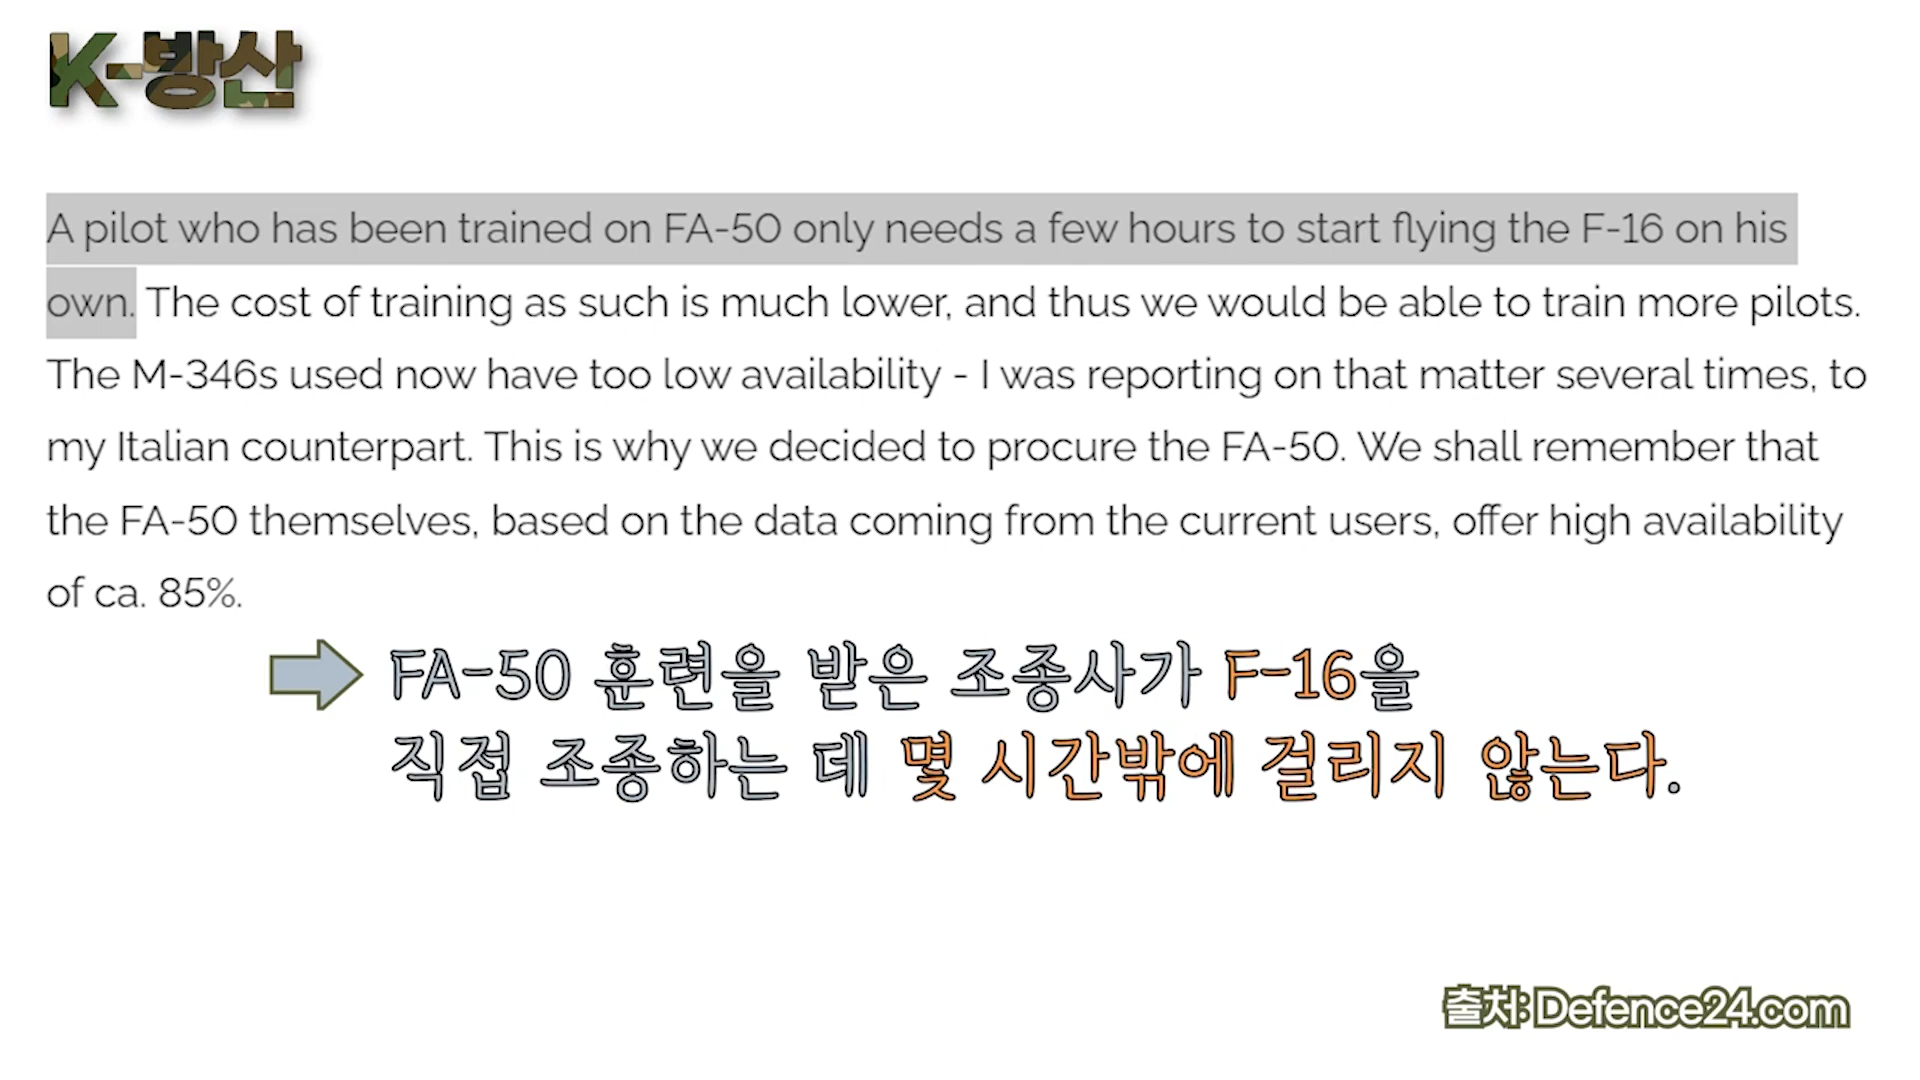 K-방산
A pilot who has been trained on FA-50 only needs a few hours to start flying the F-16 on his
own. The cost of training as such is much lower, and thus we would be able to train more pilots.
The M-346s used now have too low availability - I was reporting on that matter several times, to
my Italian counterpart. This is why we decided to procure the FA-50. We shall remember that
the FA-50 themselves, based on the data coming from the current users, offer high availability
of ca. 85%.
FA-50 훈련을 받은 조종사가 F-16을
직접 조종하는 데 몇 시간밖에 걸리지 않는다.
출처: Defence24.com